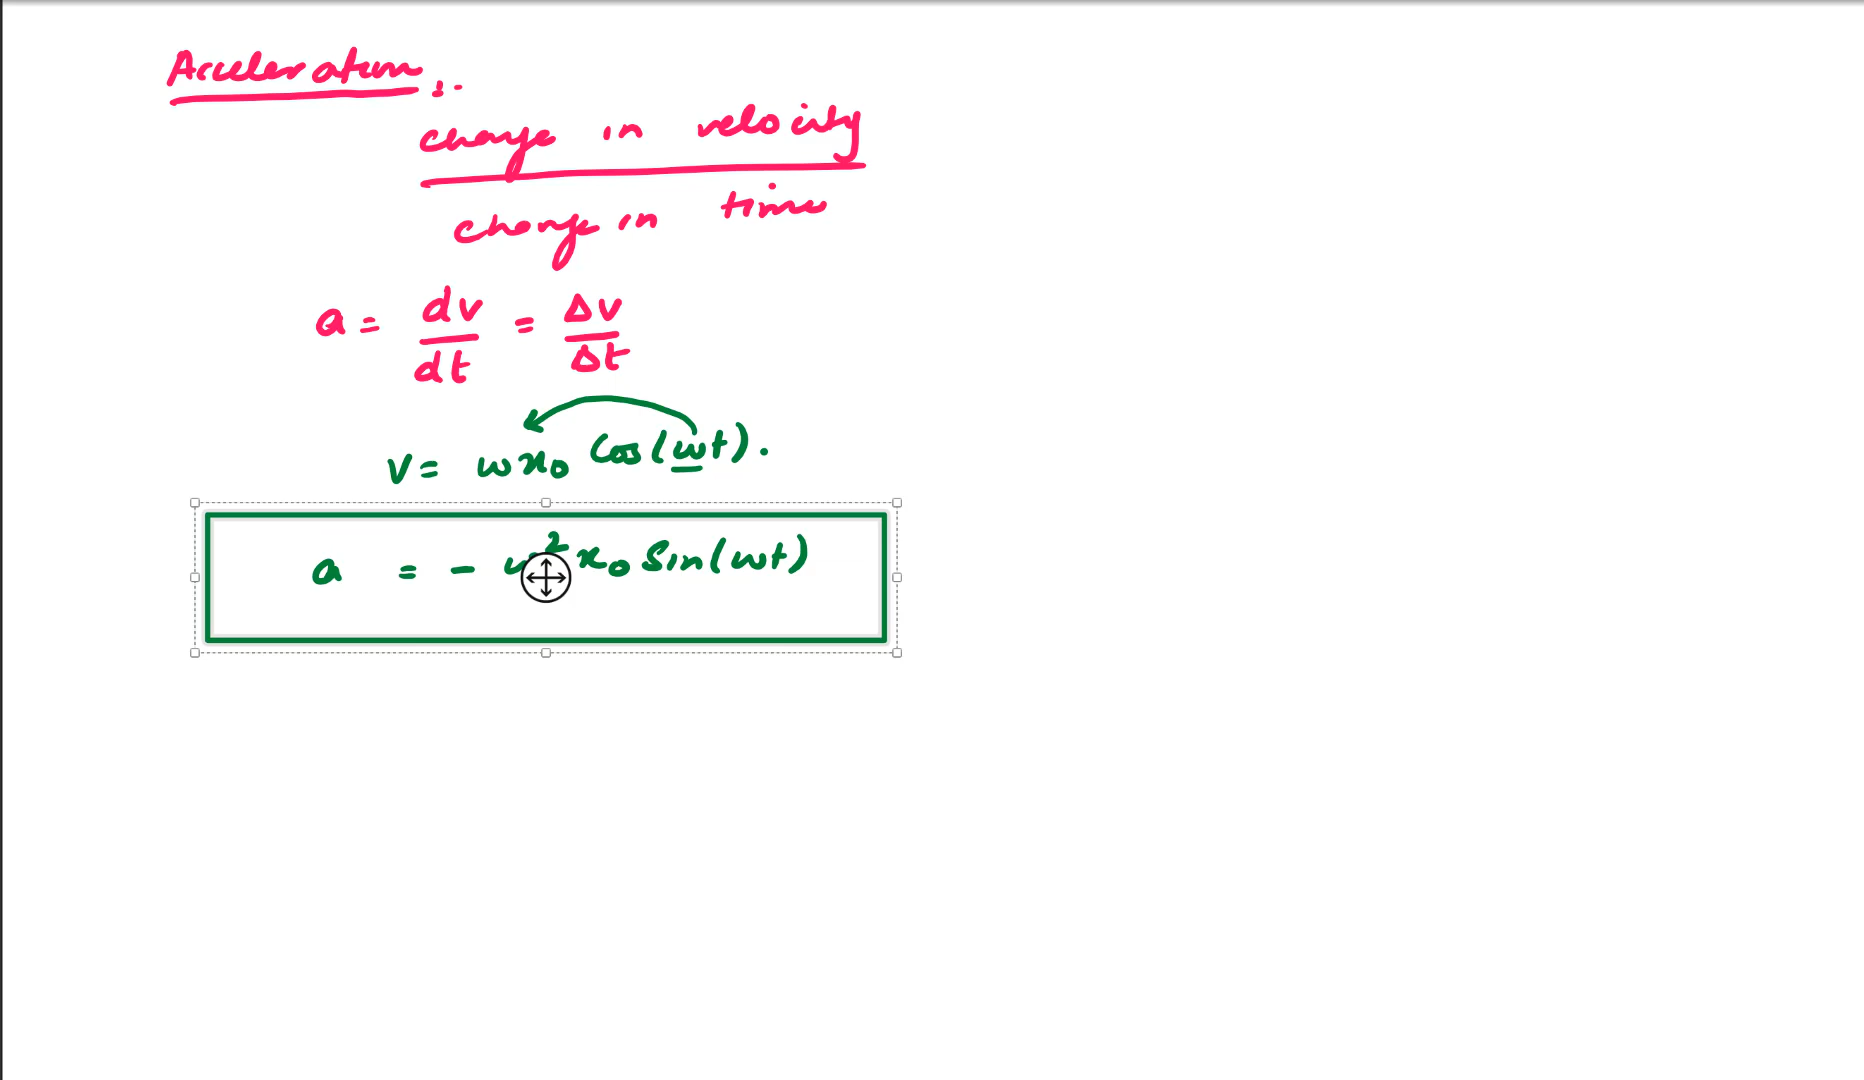 Acceleration :-
change in velocity
change in time
a = dv/dt = Δv/Δt
v = ωx₀ cos(ωt).
a = - ω²x₀ sin(ωt)